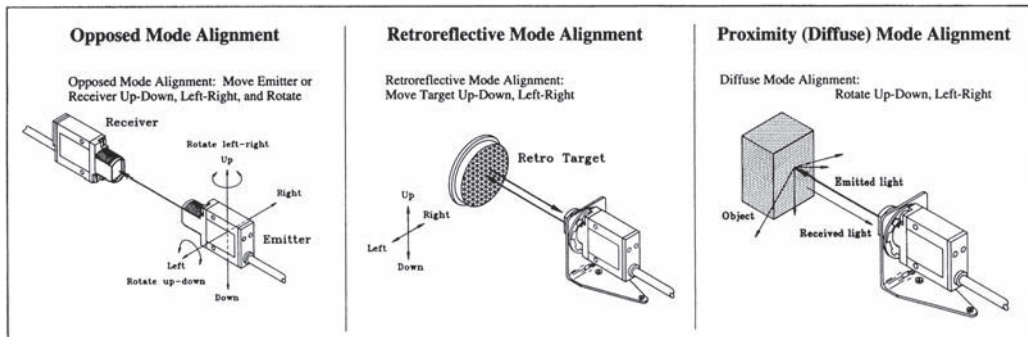 Opposed Mode Alignment
Opposed Mode Alignment: Move Emitter or
Receiver Up-Down, Left-Right, and Rotate
Receiver
Rotate left-right
Up
Right
Emitter
Left
Rotate up-down
Down
Retroreflective Mode Alignment
Retroreflective Mode Alignment:
Move Target Up-Down, Left-Right
Retro Target
Up
Right
Left
Down
Proximity (Diffuse) Mode Alignment
Diffuse Mode Alignment:
Rotate Up-Down, Left-Right
Emitted light
Object
Received light